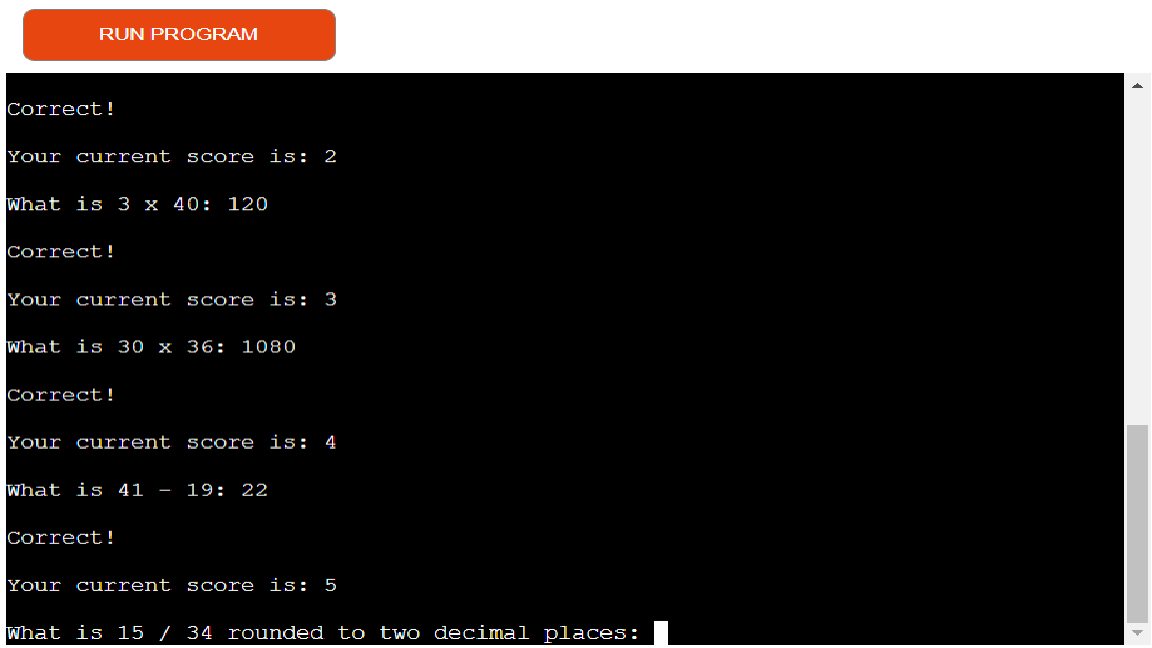 RUN PROGRAM
Correct!
Your current score is: 2
What is 3 x 40: 120
Correct!
Your current score is: 3
What is 30 x 36: 1080
Correct!
Your current score is: 4
What is 41 - 19: 22
Correct!
Your current score is: 5
What is 15 / 34 rounded to two decimal places: